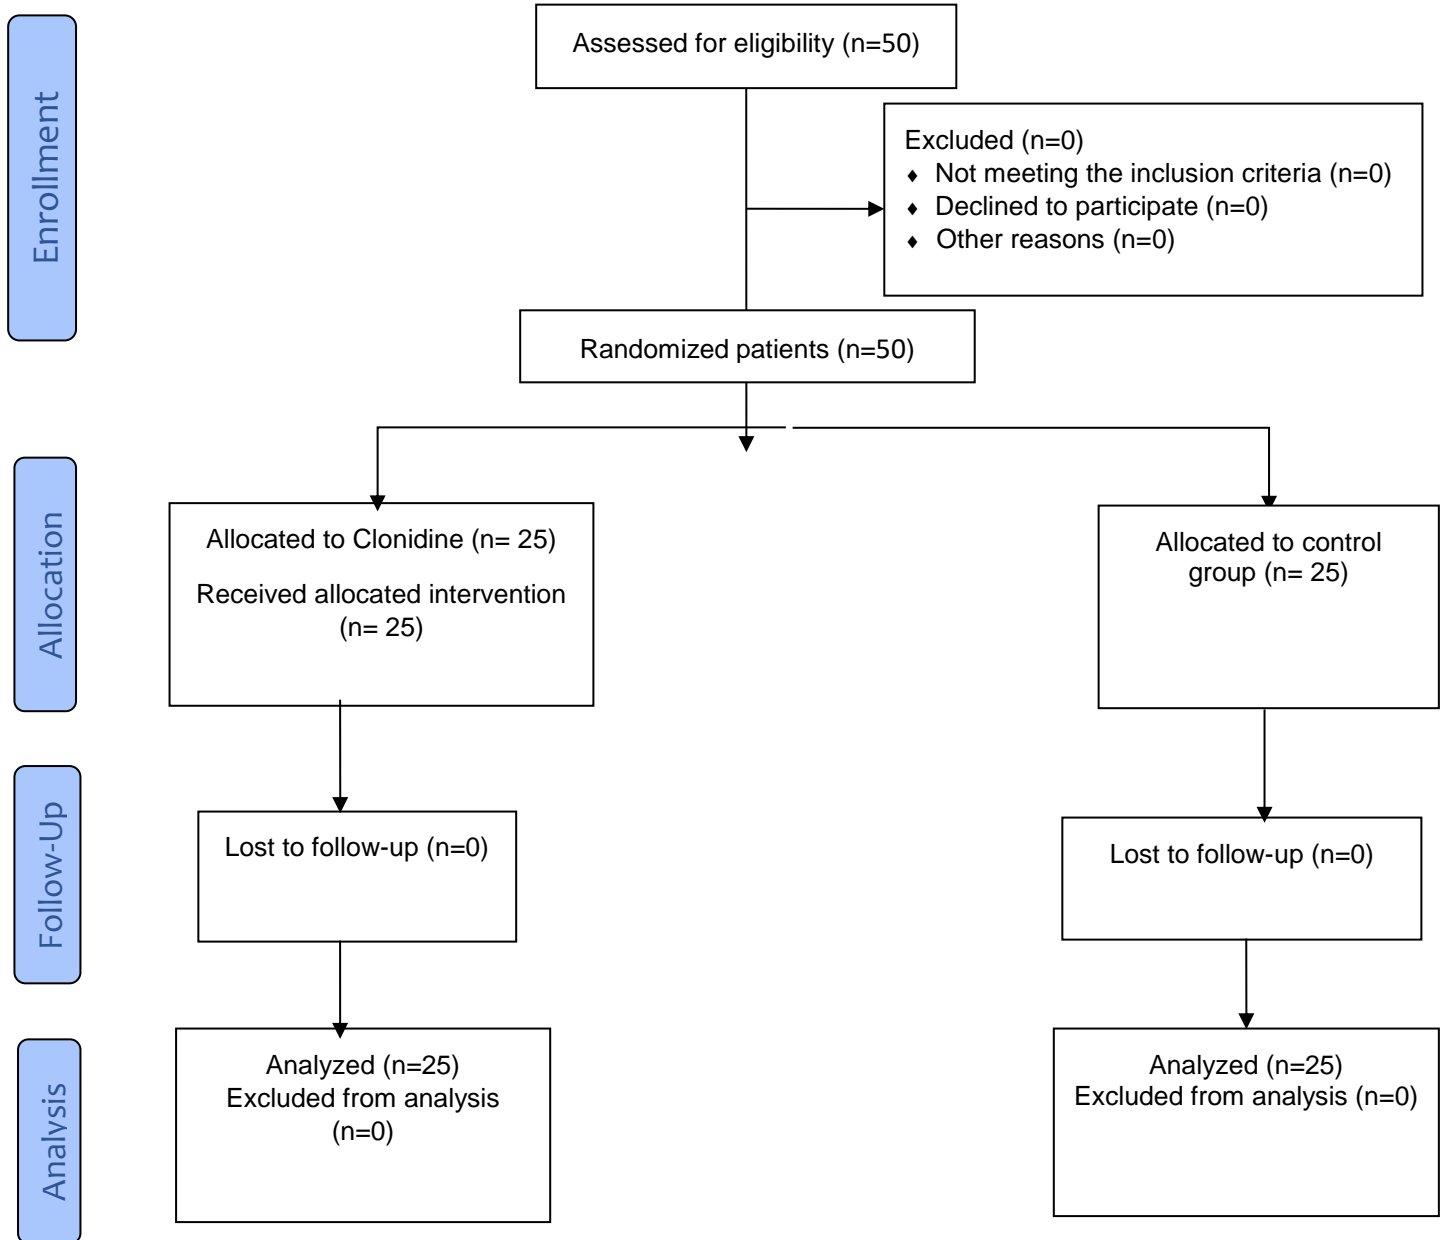 Enrollment
Assessed for eligibility (n=50)
Excluded (n=0)
♦ Not meeting the inclusion criteria (n=0)
♦ Declined to participate (n=0)
♦ Other reasons (n=0)
Randomized patients (n=50)
Allocation
Allocated to Clonidine (n= 25)
Received allocated intervention
(n= 25)
Allocated to control
group (n= 25)
Follow-Up
Lost to follow-up (n=0)
Lost to follow-up (n=0)
Analysis
Analyzed (n=25)
Excluded from analysis
(n=0)
Analyzed (n=25)
Excluded from analysis (n=0)